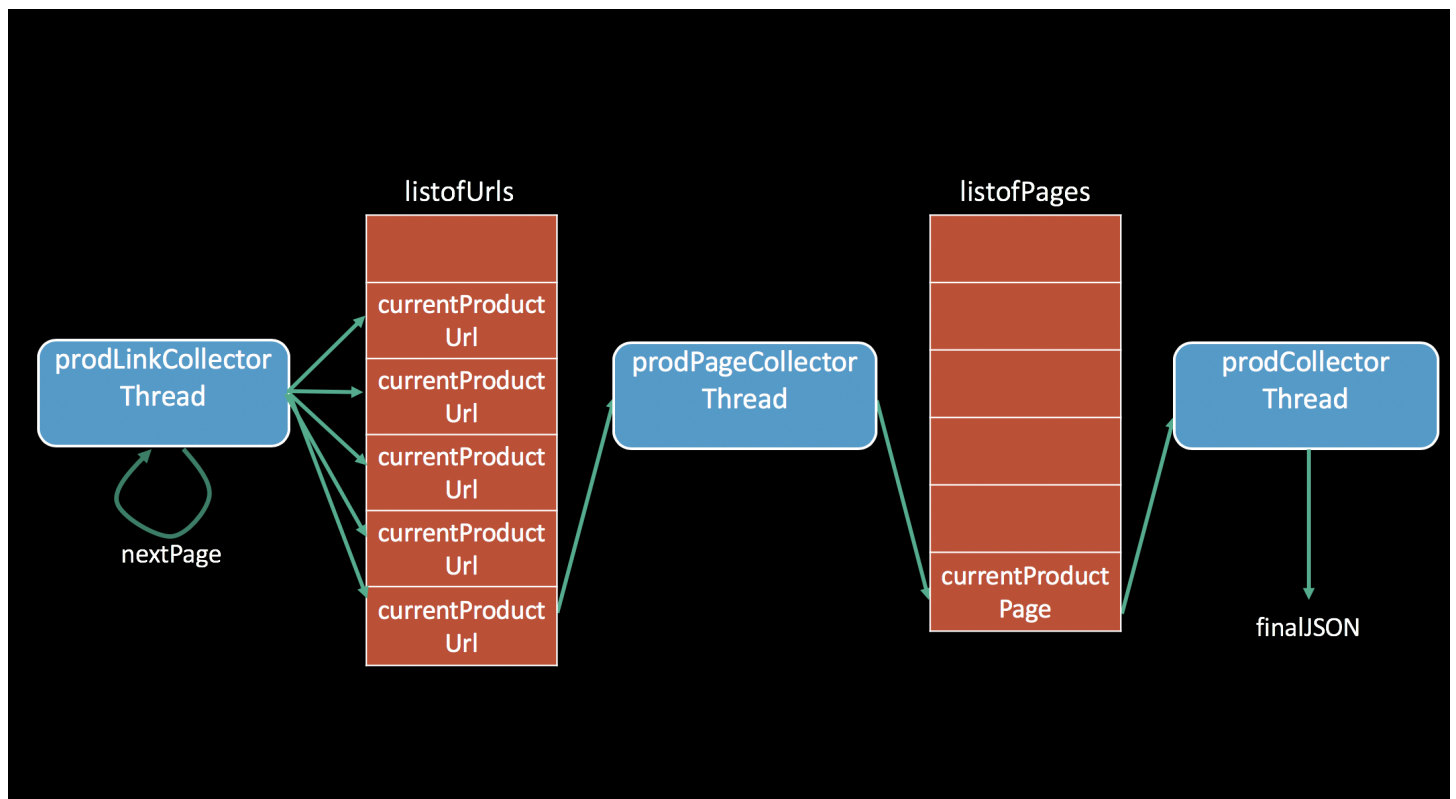 listofUrls
listofPages
currentProduct
Url
prodLinkCollector
Thread
currentProduct
Url
prodPageCollector
Thread
prodCollector
Thread
currentProduct
Url
currentProduct
Url
nextPage
currentProduct
Url
currentProduct
Page
finalJSON